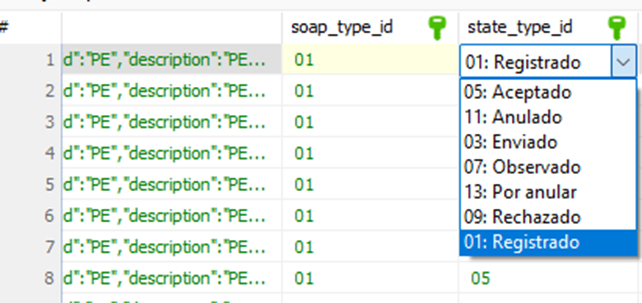 # soap_type_id state_type_id
1 d":"PE","description":"PE... 01 01: Registrado
2 d":"PE","description":"PE... 01 05: Aceptado
3 d":"PE","description":"PE... 01 11: Anulado
4 d":"PE","description":"PE... 01 03: Enviado
5 d":"PE","description":"PE... 01 07: Observado
6 d":"PE","description":"PE... 01 13: Por anular
7 d":"PE","description":"PE... 01 09: Rechazado
01: Registrado
8 d":"PE","description":"PE... 01 05